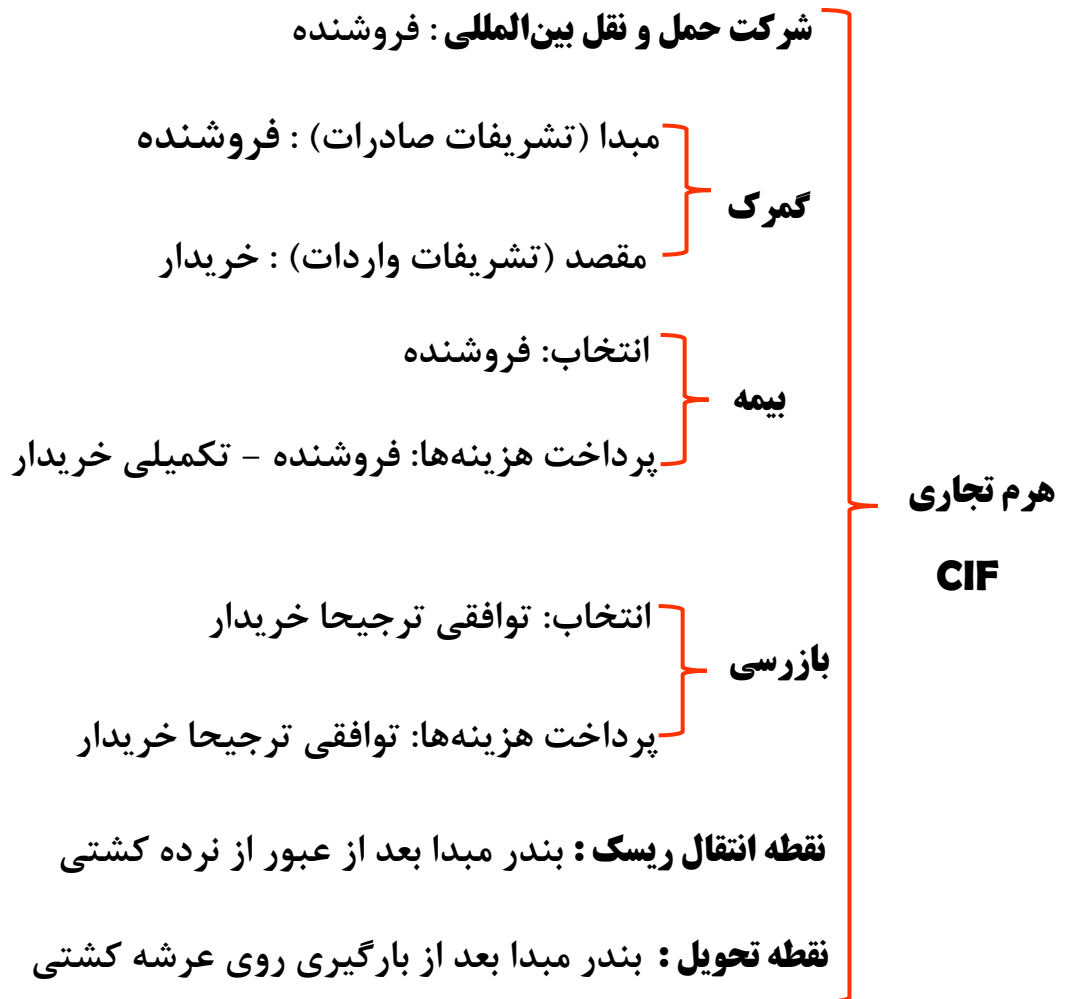 هرم تجاری
CIF
شرکت حمل و نقل بین‌المللی : فروشنده
گمرک
مبدا (تشریفات صادرات) : فروشنده
مقصد (تشریفات واردات) : خریدار
بیمه
انتخاب: فروشنده
پرداخت هزینه‌ها: فروشنده - تکمیلی خریدار
بازرسی
انتخاب: توافقی ترجیحا خریدار
پرداخت هزینه‌ها: توافقی ترجیحا خریدار
نقطه انتقال ریسک : بندر مبدا بعد از عبور از نرده کشتی
نقطه تحویل : بندر مبدا بعد از بارگیری روی عرشه کشتی